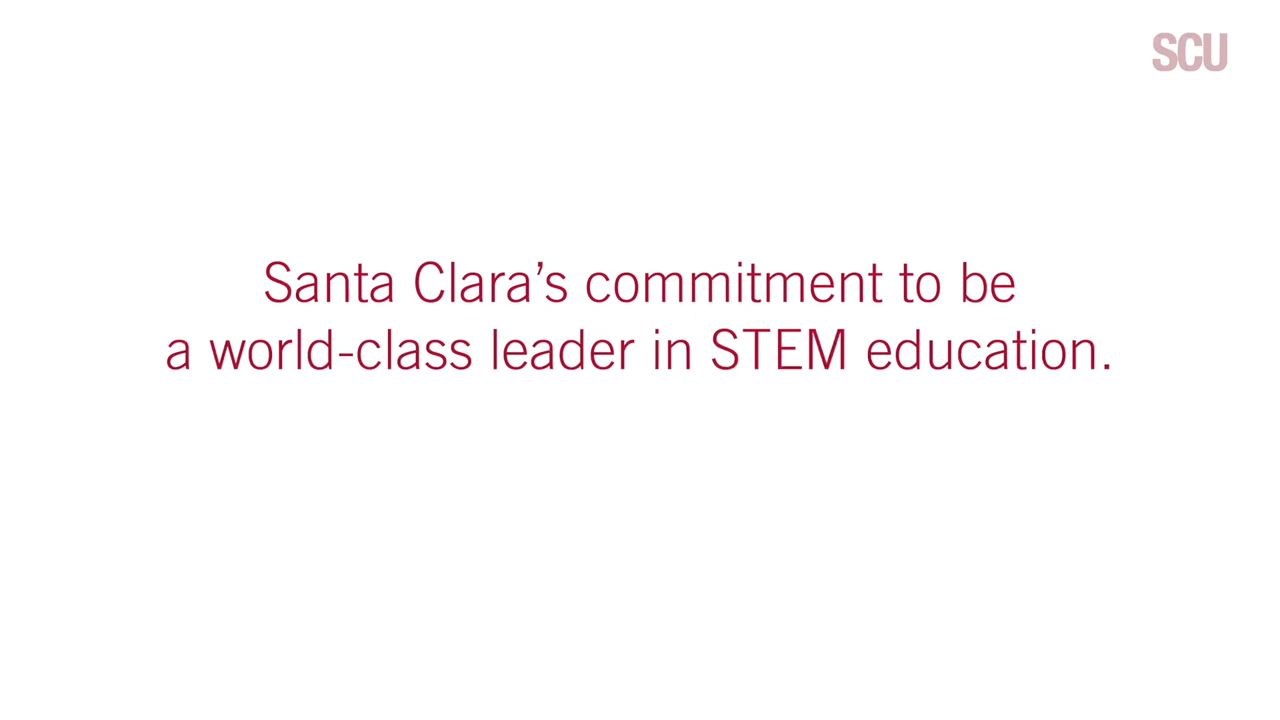 SCU
Santa Clara’s commitment to be
a world-class leader in STEM education.